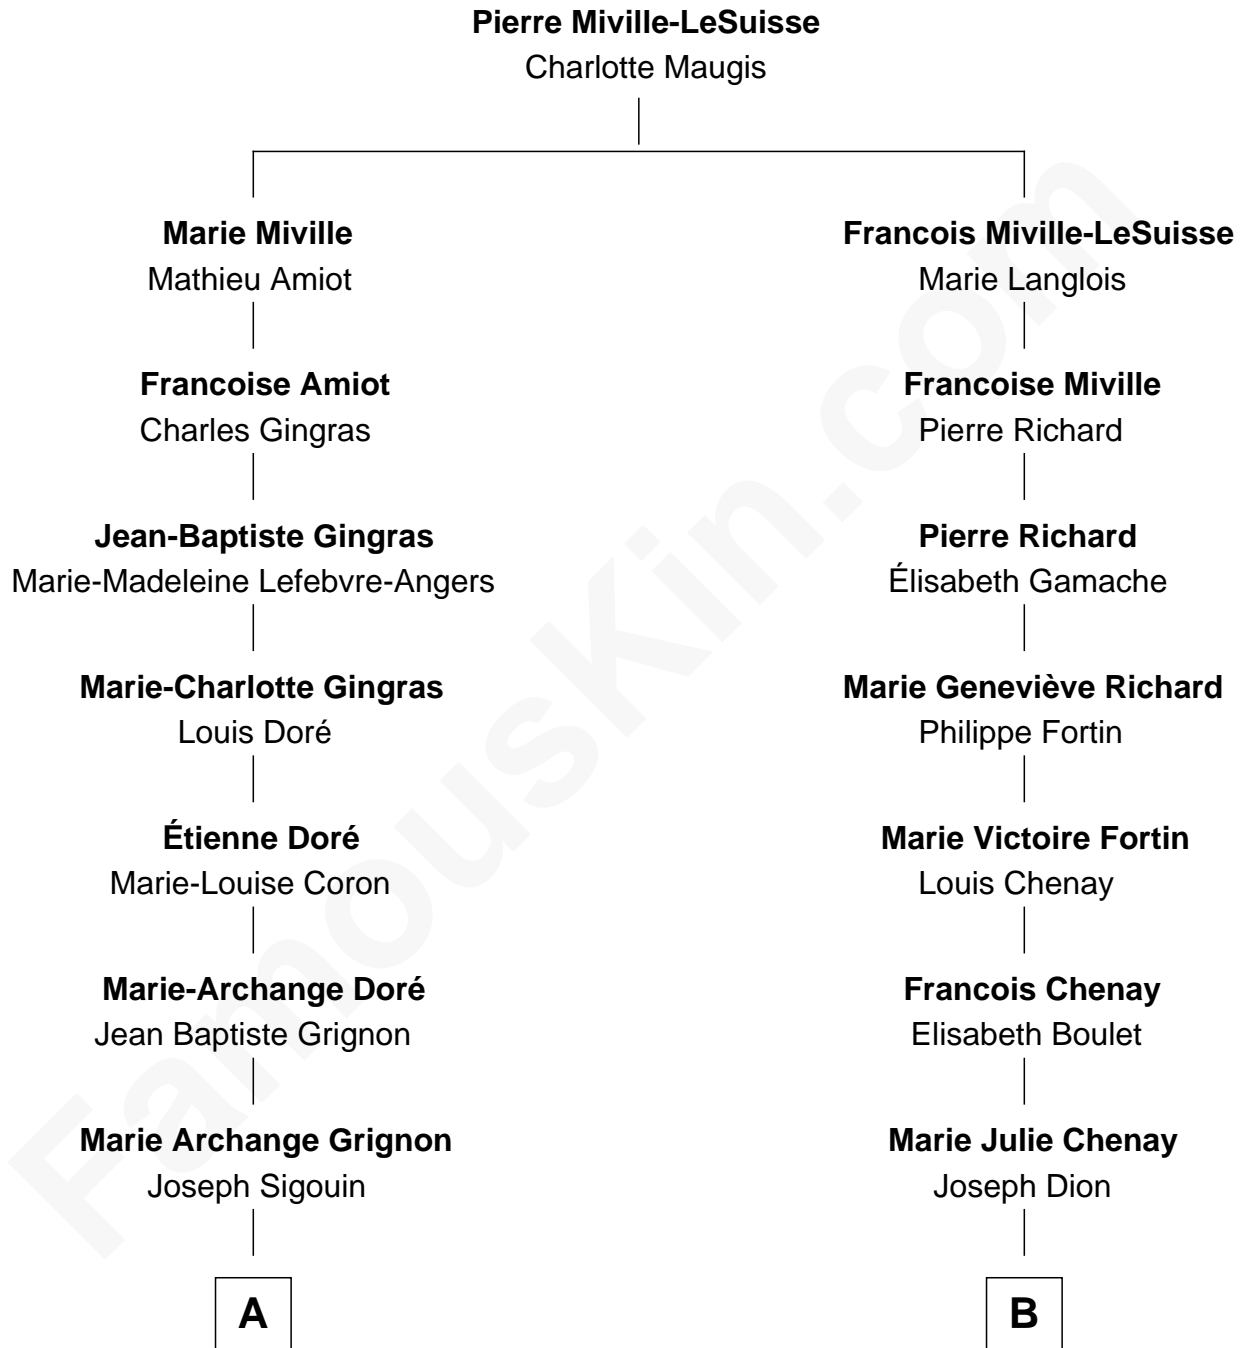 Pierre Miville-LeSuisse
Charlotte Maugis
Marie Miville
Mathieu Amiot
Francoise Amiot
Charles Gingras
Jean-Baptiste Gingras
Marie-Madeleine Lefebvre-Angers
Marie-Charlotte Gingras
Louis Doré
Étienne Doré
Marie-Louise Coron
Marie-Archange Doré
Jean Baptiste Grignon
Marie Archange Grignon
Joseph Sigouin
A
Francois Miville-LeSuisse
Marie Langlois
Francoise Miville
Pierre Richard
Pierre Richard
Élisabeth Gamache
Marie Geneviève Richard
Philippe Fortin
Marie Victoire Fortin
Louis Chenay
Francois Chenay
Elisabeth Boulet
Marie Julie Chenay
Joseph Dion
B
FamousKin.com